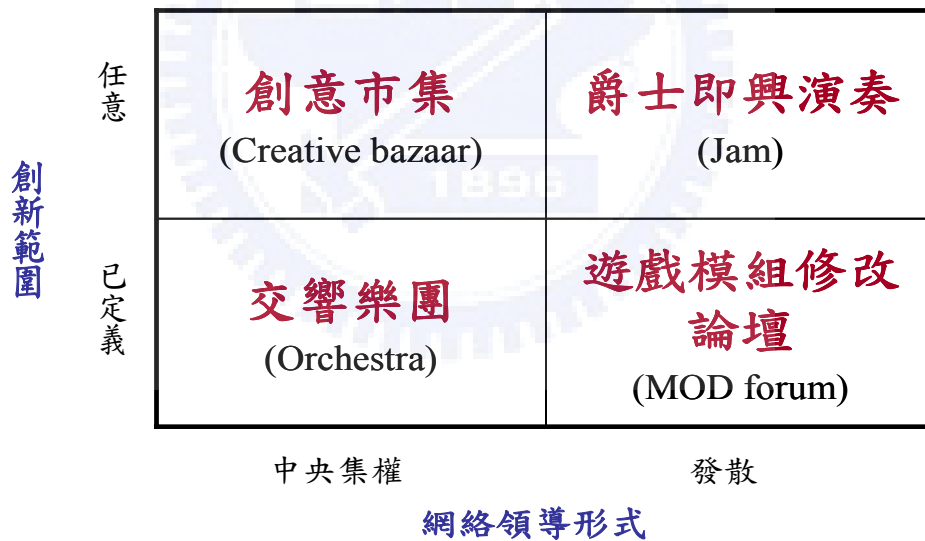 創新範圍
任意
創意市集
(Creative bazaar)
爵士即興演奏
(Jam)
1896
已定義
交響樂團
(Orchestra)
遊戲模組修改
論壇
(MOD forum)
中央集權
發散
網絡領導形式